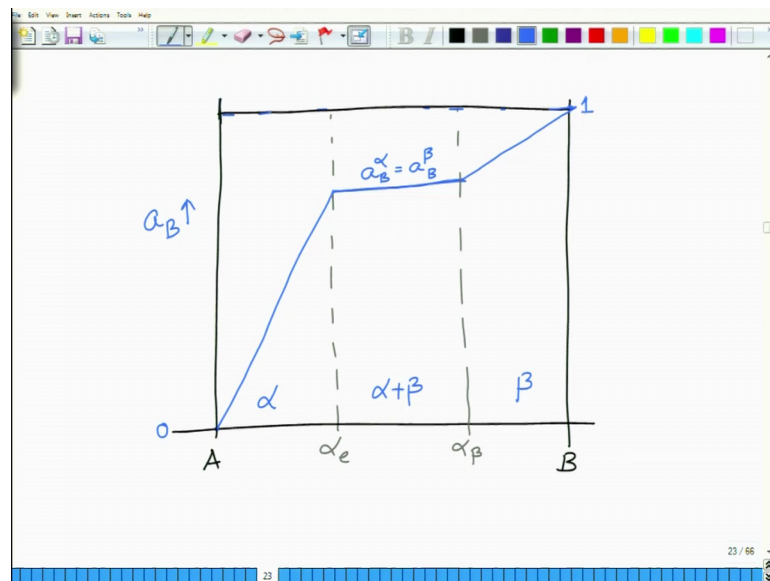 File Edit View Insert Actions Tools Help
B I
1
a_B^α = a_B^β
a_B ↑
α
α+β
β
0
A
α_e
α_β
B
23 / 66
23